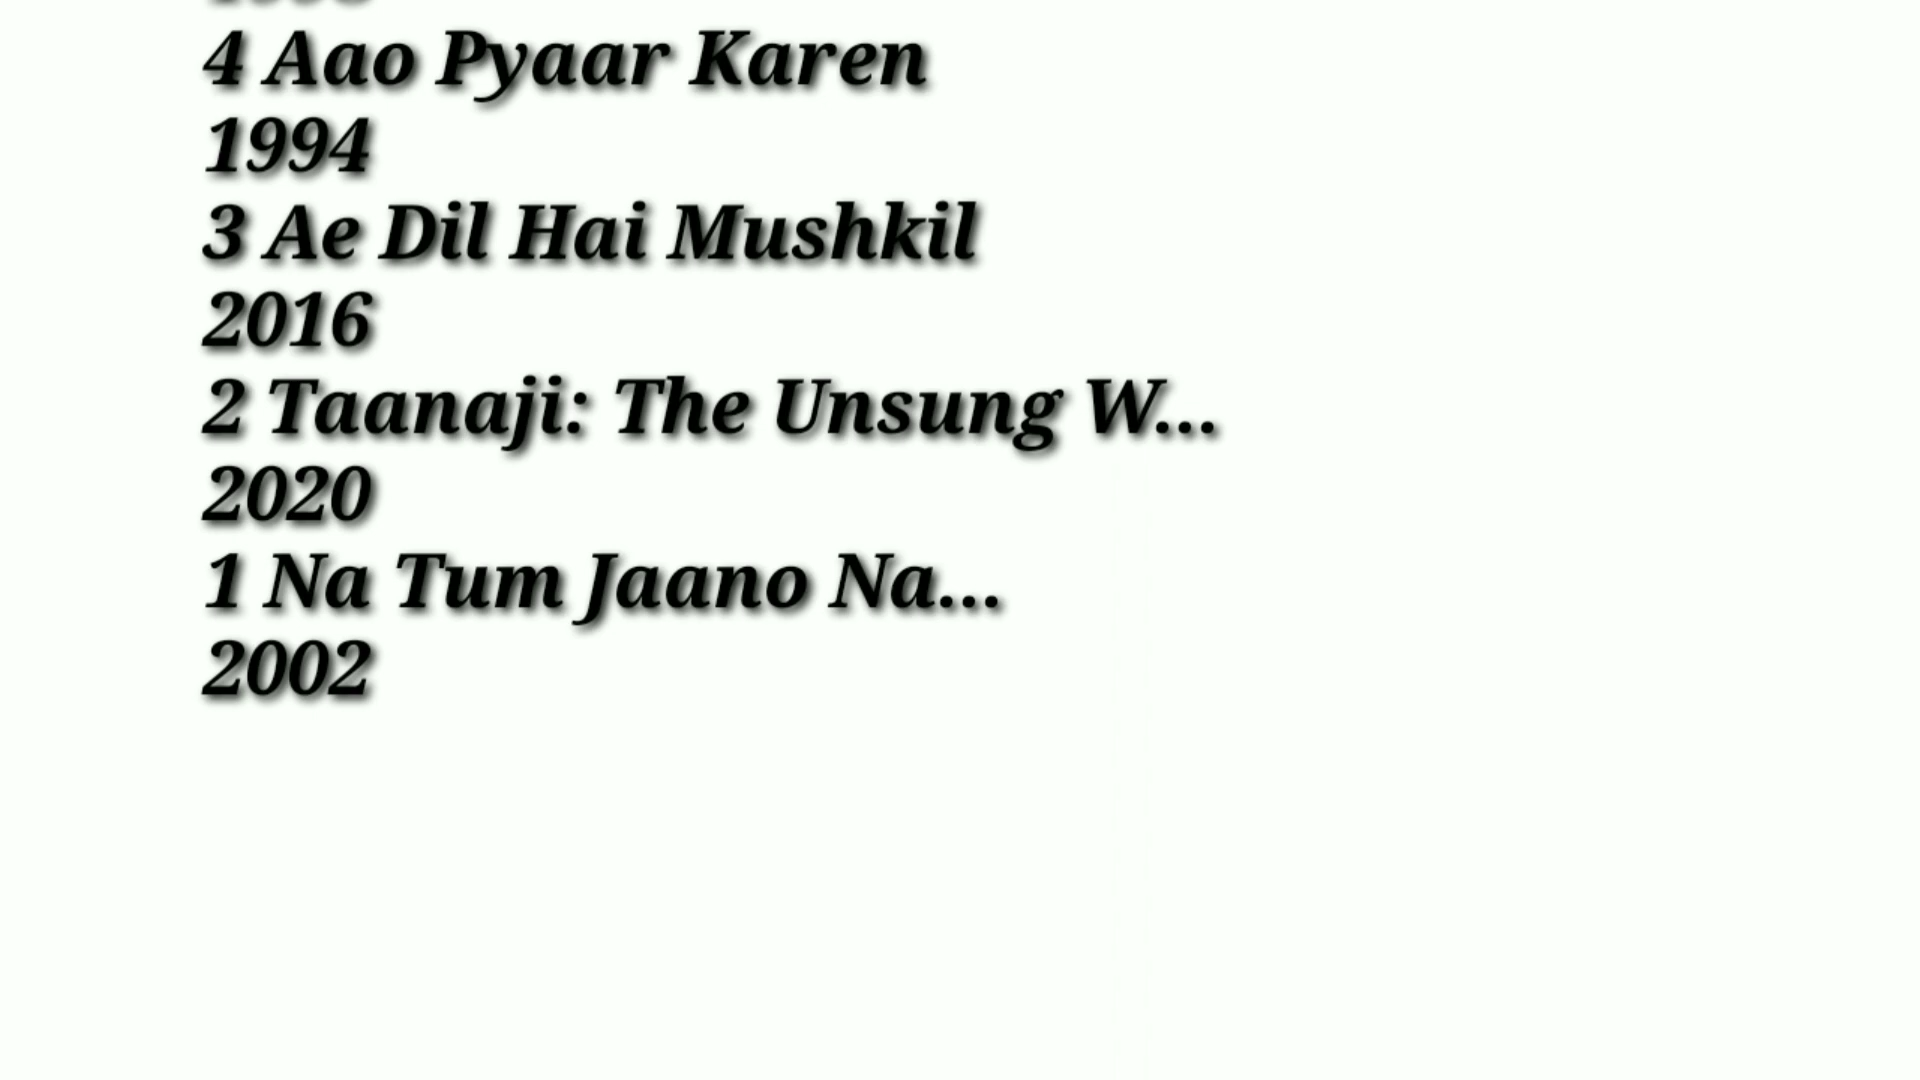 4 Aao Pyaar Karen
1994
3 Ae Dil Hai Mushkil
2016
2 Taanaji: The Unsung W...
2020
1 Na Tum Jaano Na...
2002